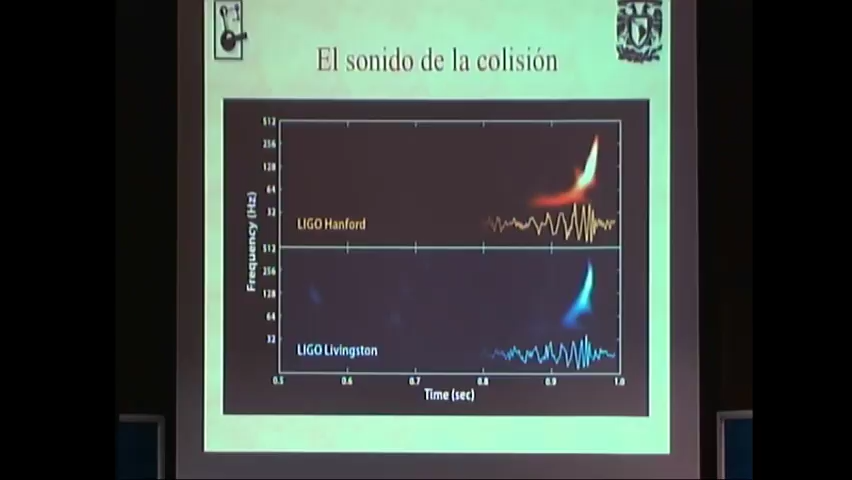 El sonido de la colisión
512
256
128
64
32
LIGO Hanford
512
256
128
64
32
LIGO Livingston
Frequency (Hz)
0.5 0.6 0.7 0.8 0.9 1.0
Time (sec)